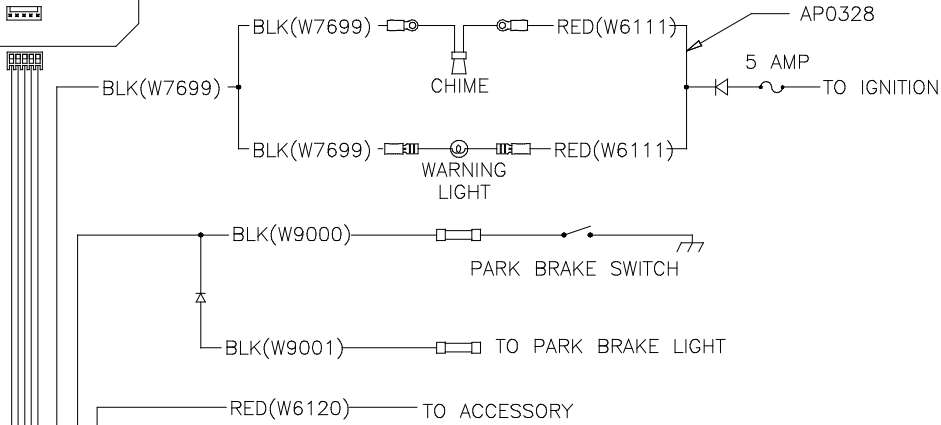 AP0328
BLK(W7699)
RED(W6111)
CHIME
5 AMP
BLK(W7699)
TO IGNITION
BLK(W7699)
RED(W6111)
WARNING
LIGHT
BLK(W9000)
PARK BRAKE SWITCH
BLK(W9001)
TO PARK BRAKE LIGHT
RED(W6120)
TO ACCESSORY